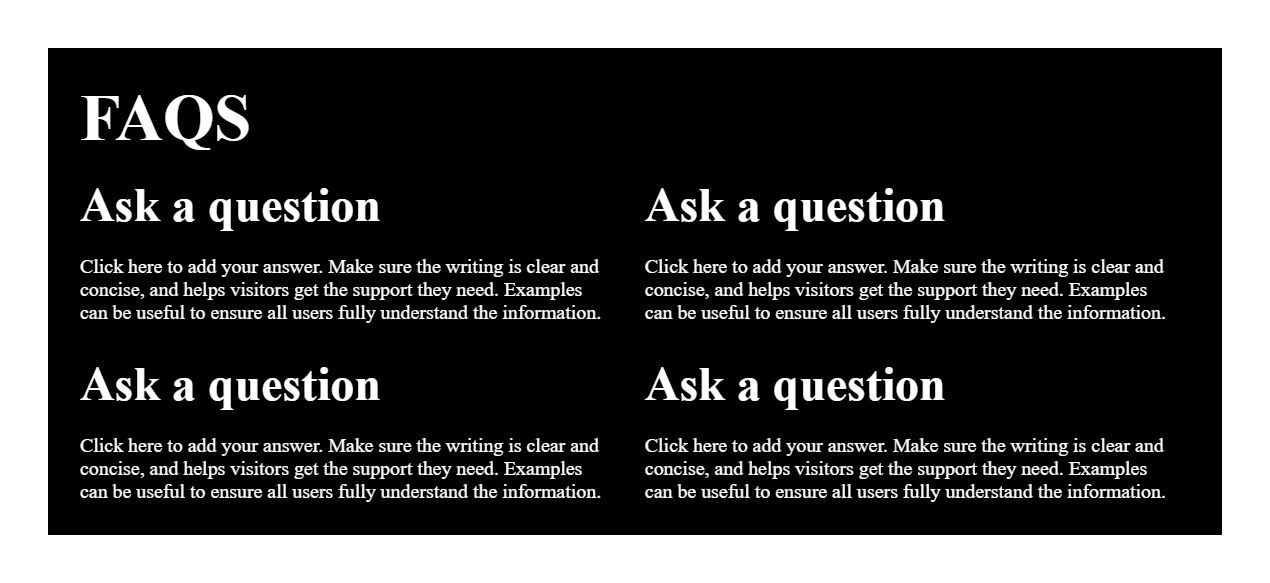 FAQS
Ask a question
Click here to add your answer. Make sure the writing is clear and
concise, and helps visitors get the support they need. Examples
can be useful to ensure all users fully understand the information.
Ask a question
Click here to add your answer. Make sure the writing is clear and
concise, and helps visitors get the support they need. Examples
can be useful to ensure all users fully understand the information.
Ask a question
Click here to add your answer. Make sure the writing is clear and
concise, and helps visitors get the support they need. Examples
can be useful to ensure all users fully understand the information.
Ask a question
Click here to add your answer. Make sure the writing is clear and
concise, and helps visitors get the support they need. Examples
can be useful to ensure all users fully understand the information.